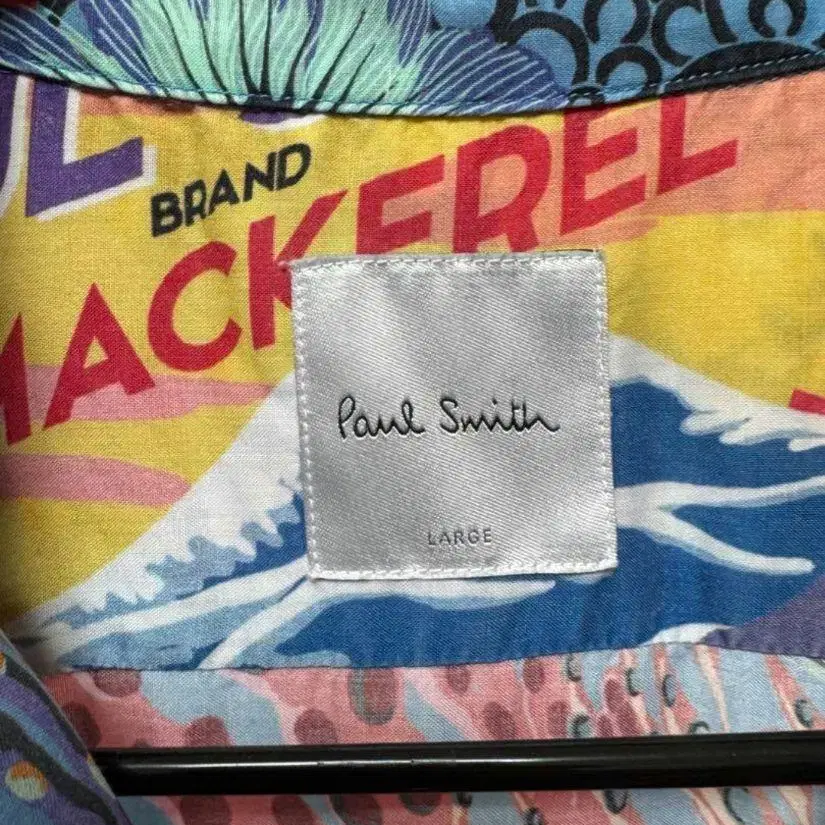 BRAND
MACKEREL
Paul Smith
LARGE